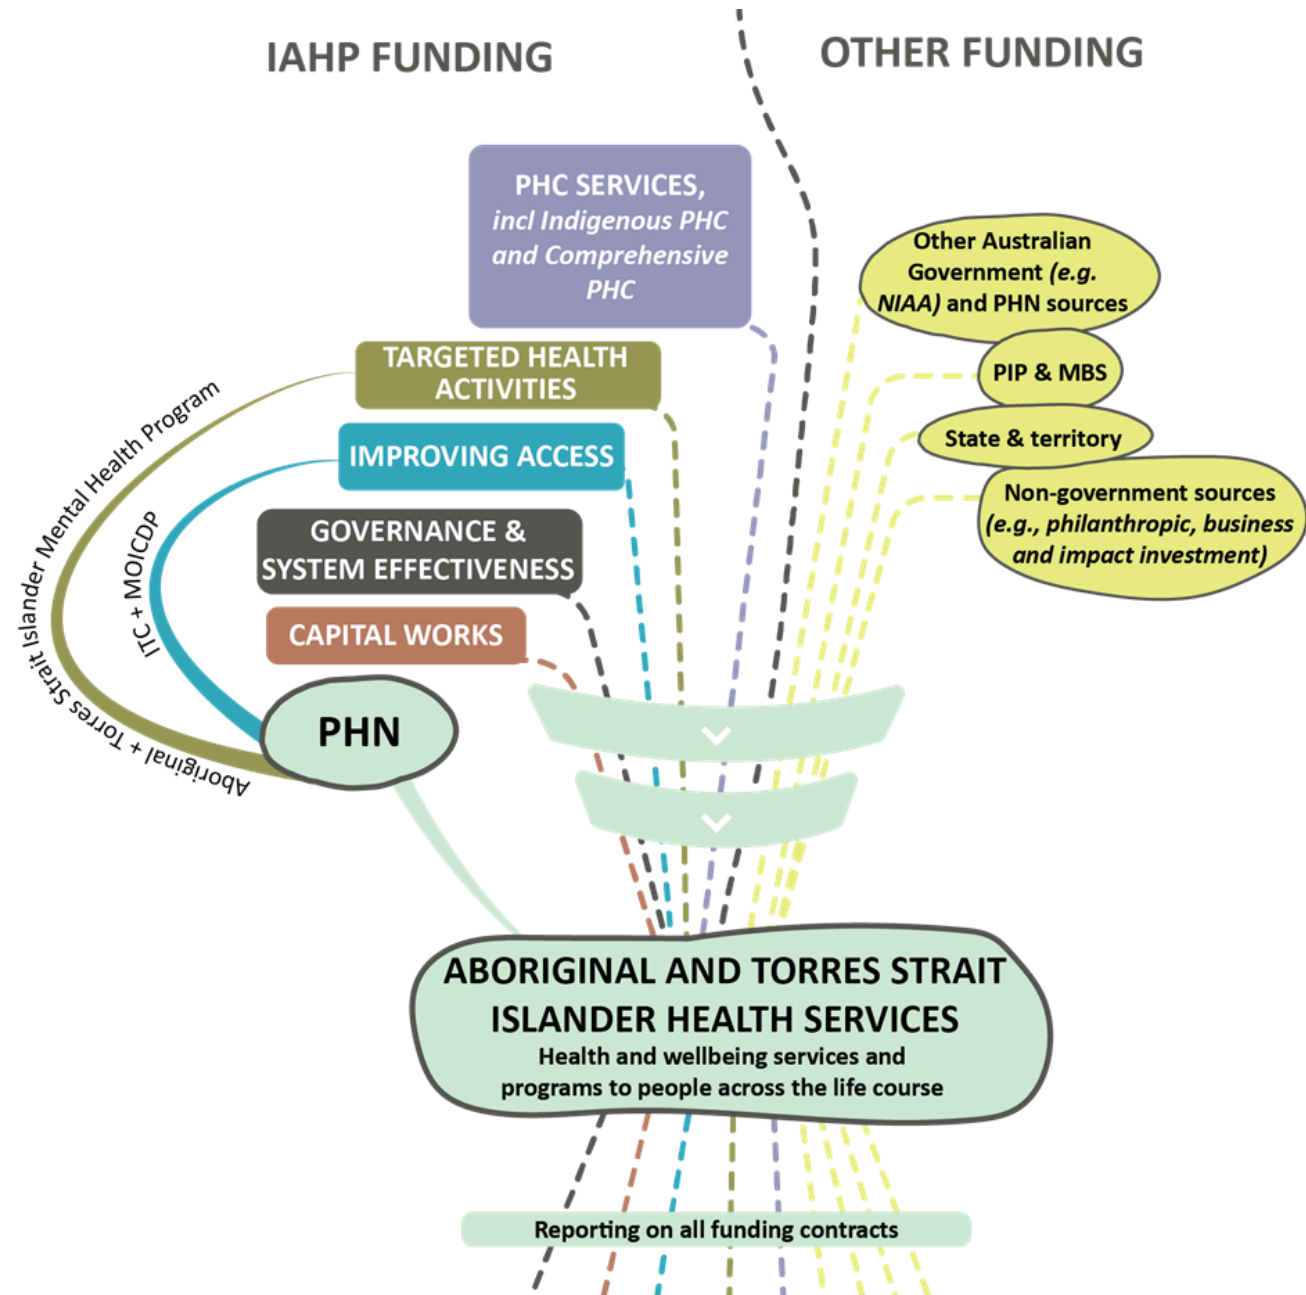 IAHP FUNDING
OTHER FUNDING
PHC SERVICES,
incl Indigenous PHC
and Comprehensive
PHC
Other Australian
Government (e.g.
NIAA) and PHN sources
TARGETED HEALTH
ACTIVITIES
PIP & MBS
IMPROVING ACCESS
State & territory
GOVERNANCE &
SYSTEM EFFECTIVENESS
Non-government sources
(e.g., philanthropic, business
and impact investment)
CAPITAL WORKS
Aboriginal + Torres Strait Islander Mental Health Program
ITC + MOICDP
PHN
ABORIGINAL AND TORRES STRAIT
ISLANDER HEALTH SERVICES
Health and wellbeing services and
programs to people across the life course
Reporting on all funding contracts